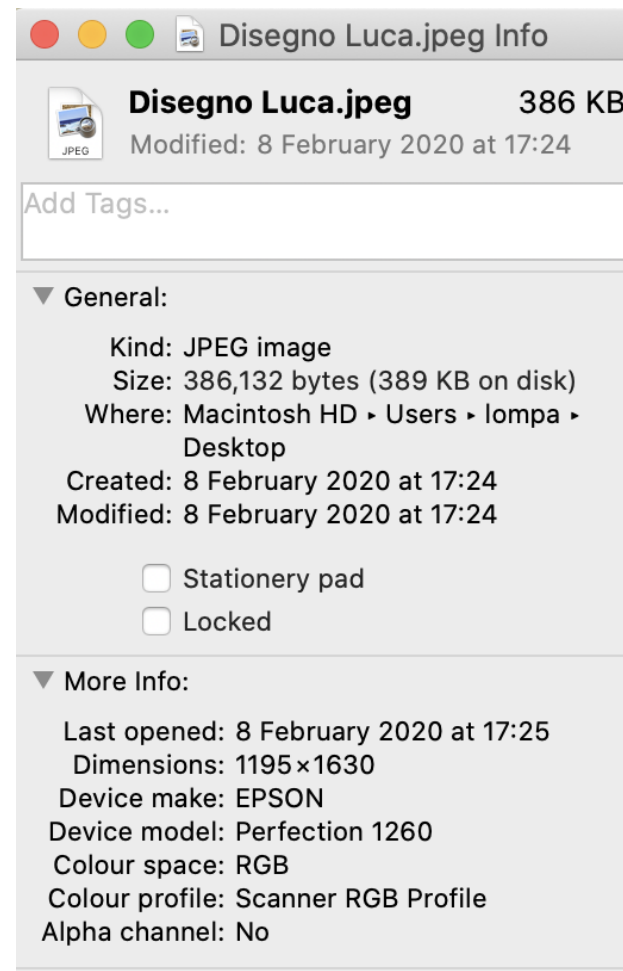 Disegno Luca.jpeg Info
Disegno Luca.jpeg 386 KB
JPEG
Modified: 8 February 2020 at 17:24
Add Tags...
General:
Kind: JPEG image
Size: 386,132 bytes (389 KB on disk)
Where: Macintosh HD ▸ Users ▸ lompa ▸
Desktop
Created: 8 February 2020 at 17:24
Modified: 8 February 2020 at 17:24
Stationery pad
Locked
More Info:
Last opened: 8 February 2020 at 17:25
Dimensions: 1195×1630
Device make: EPSON
Device model: Perfection 1260
Colour space: RGB
Colour profile: Scanner RGB Profile
Alpha channel: No